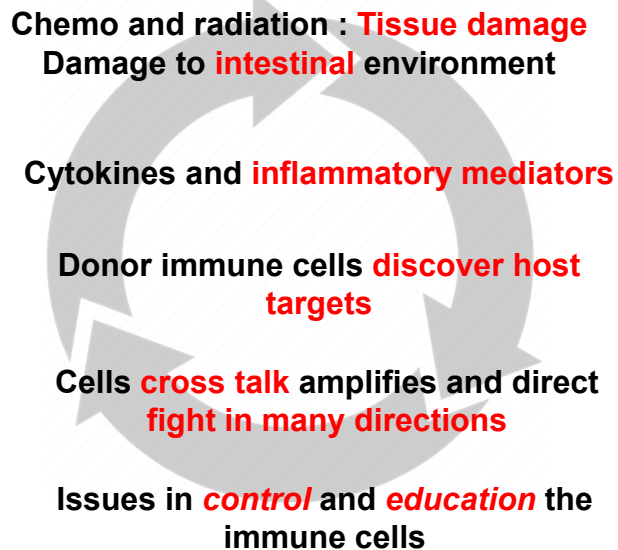 Chemo and radiation : Tissue damage
Damage to intestinal environment
Cytokines and inflammatory mediators
Donor immune cells discover host
targets
Cells cross talk amplifies and direct
fight in many directions
Issues in control and education the
immune cells